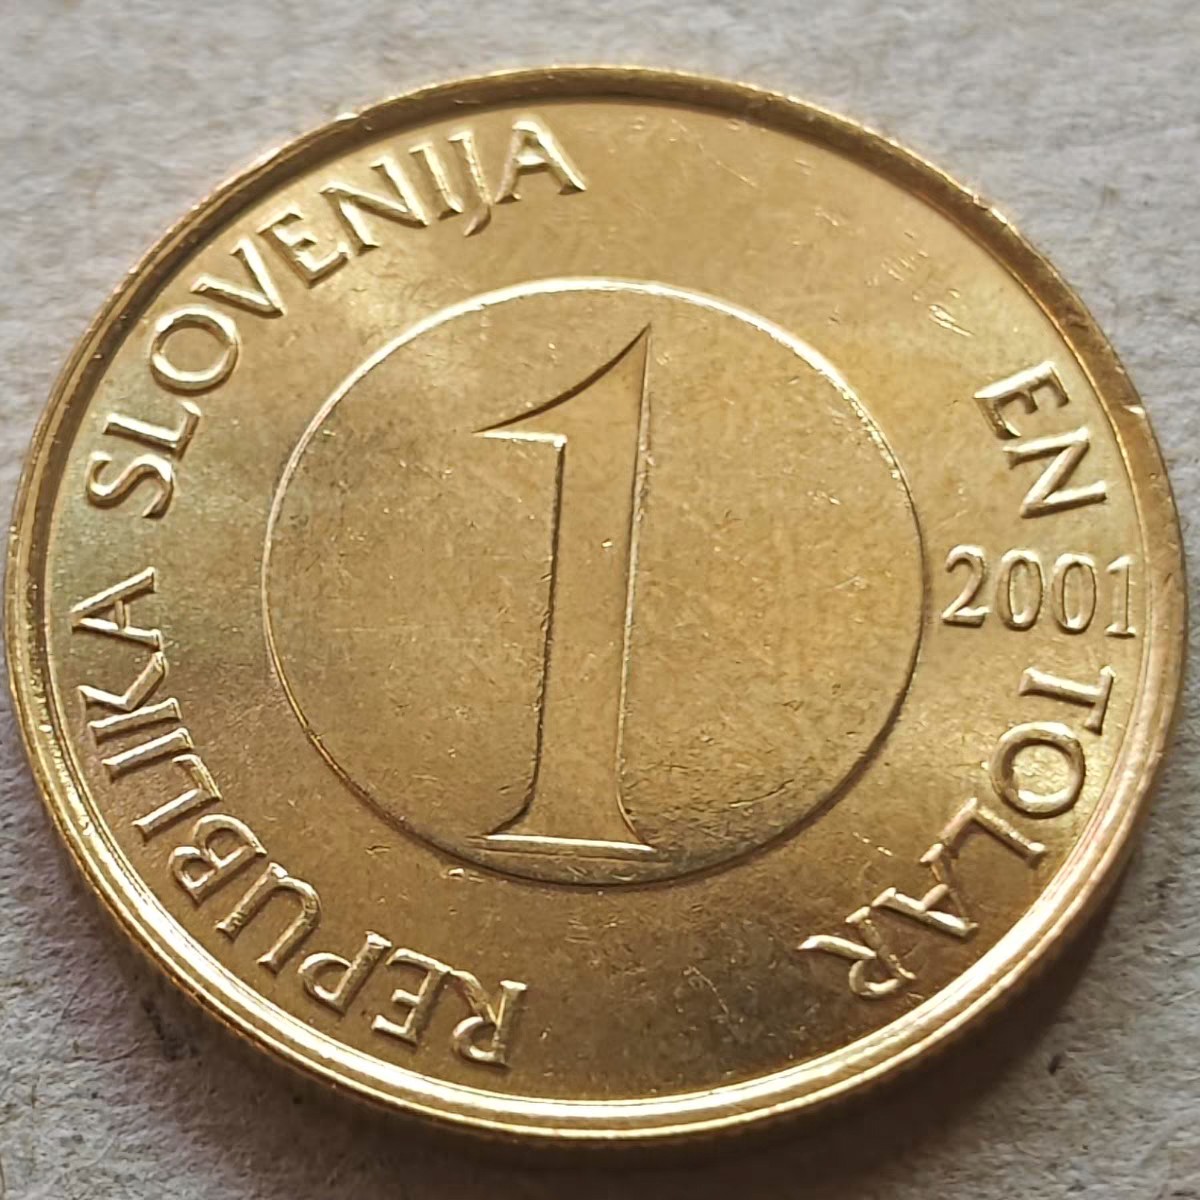 REPUBLIKA SLOVENIJA
1
EN TOLAR
2001